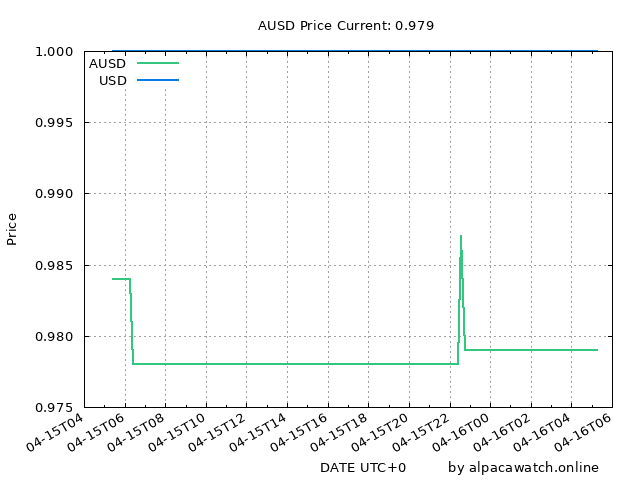 AUSD Price Current: 0.979
1.000
0.995
0.990
0.985
0.980
0.975
Price
AUSD
USD
04-15T04
04-15T06
04-15T08
04-15T10
04-15T12
04-15T14
04-15T16
04-15T18
04-15T20
04-15T22
04-16T00
04-16T02
04-16T04
04-16T06
DATE UTC+0
by alpacawatch.online